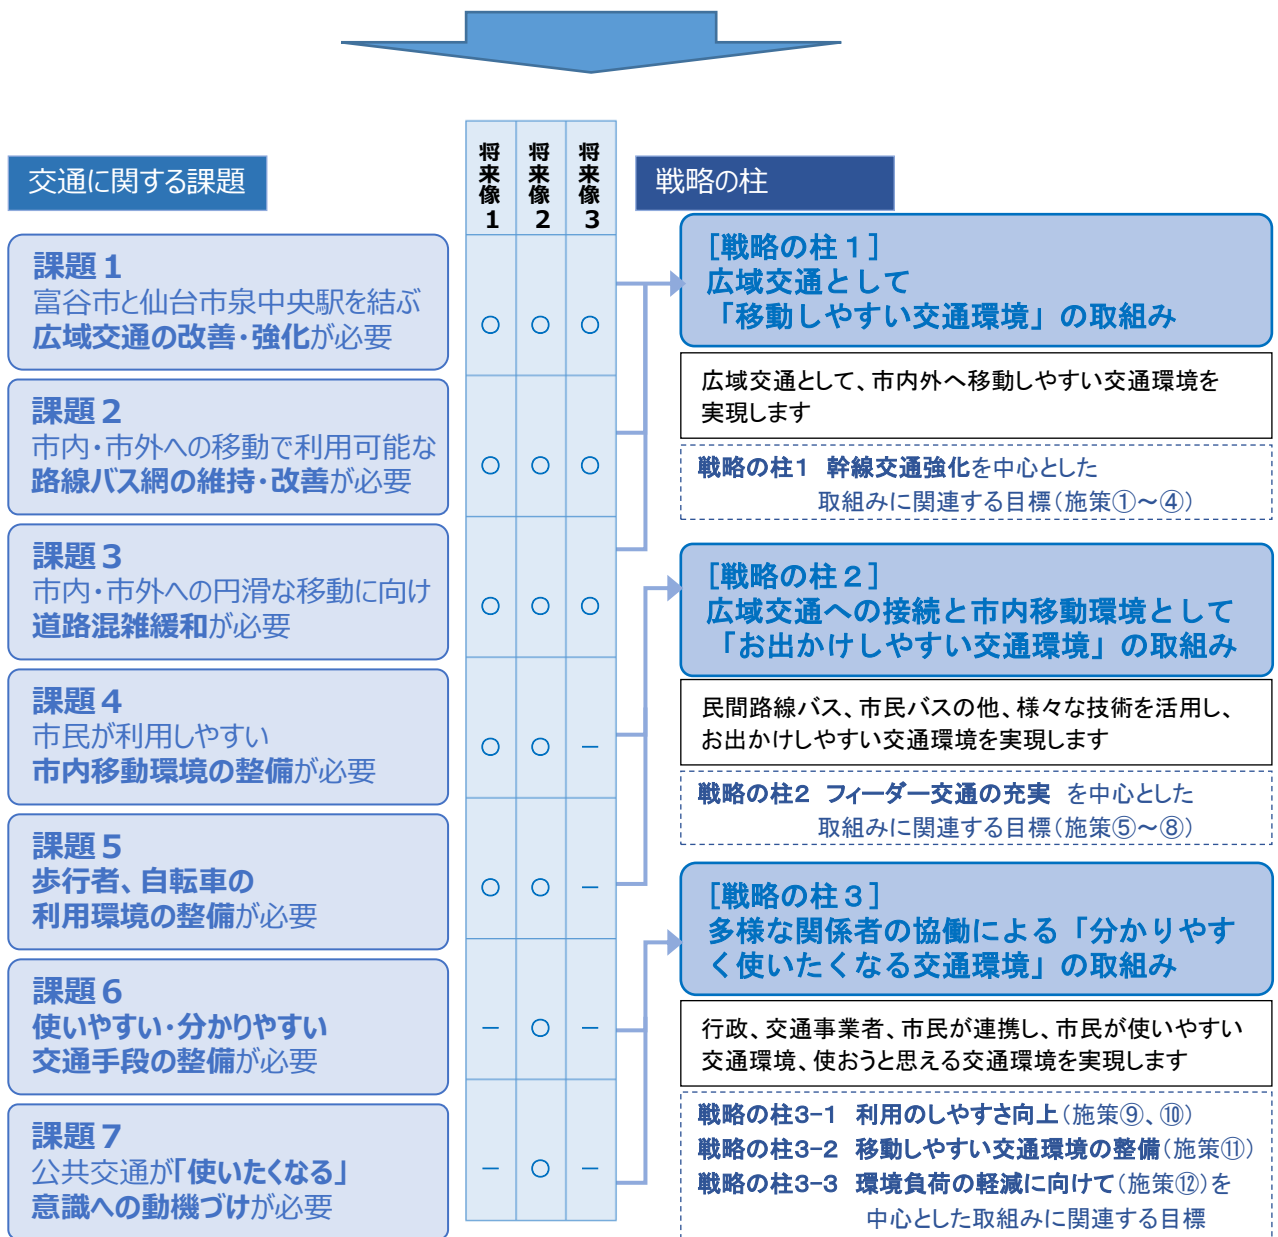 交通に関する課題
将来像1
将来像2
将来像3
戦略の柱
課題1
富谷市と仙台市泉中央駅を結ぶ
広域交通の改善・強化が必要
○ ○ ○
課題2
市内・市外への移動で利用可能な
路線バス網の維持・改善が必要
○ ○ ○
課題3
市内・市外への円滑な移動に向け
道路混雑緩和が必要
○ ○ ○
課題4
市民が利用しやすい
市内移動環境の整備が必要
○ ○ －
課題5
歩行者、自転車の
利用環境の整備が必要
○ ○ －
課題6
使いやすい・分かりやすい
交通手段の整備が必要
－ ○ －
課題7
公共交通が「使いたくなる」
意識への動機づけが必要
－ ○ －
［戦略の柱１］
広域交通として
「移動しやすい交通環境」の取組み
広域交通として、市内外へ移動しやすい交通環境を
実現します
戦略の柱1 幹線交通強化を中心とした
取組みに関連する目標（施策①～④）
［戦略の柱２］
広域交通への接続と市内移動環境として
「お出かけしやすい交通環境」の取組み
民間路線バス、市民バスの他、様々な技術を活用し、
お出かけしやすい交通環境を実現します
戦略の柱2 フィーダー交通の充実 を中心とした
取組みに関連する目標（施策⑤～⑧）
［戦略の柱３］
多様な関係者の協働による「分かりやす
く使いたくなる交通環境」の取組み
行政、交通事業者、市民が連携し、市民が使いやすい
交通環境、使おうと思える交通環境を実現します
戦略の柱3-1 利用のしやすさ向上（施策⑨、⑩）
戦略の柱3-2 移動しやすい交通環境の整備（施策⑪）
戦略の柱3-3 環境負荷の軽減に向けて（施策⑫）を
中心とした取組みに関連する目標